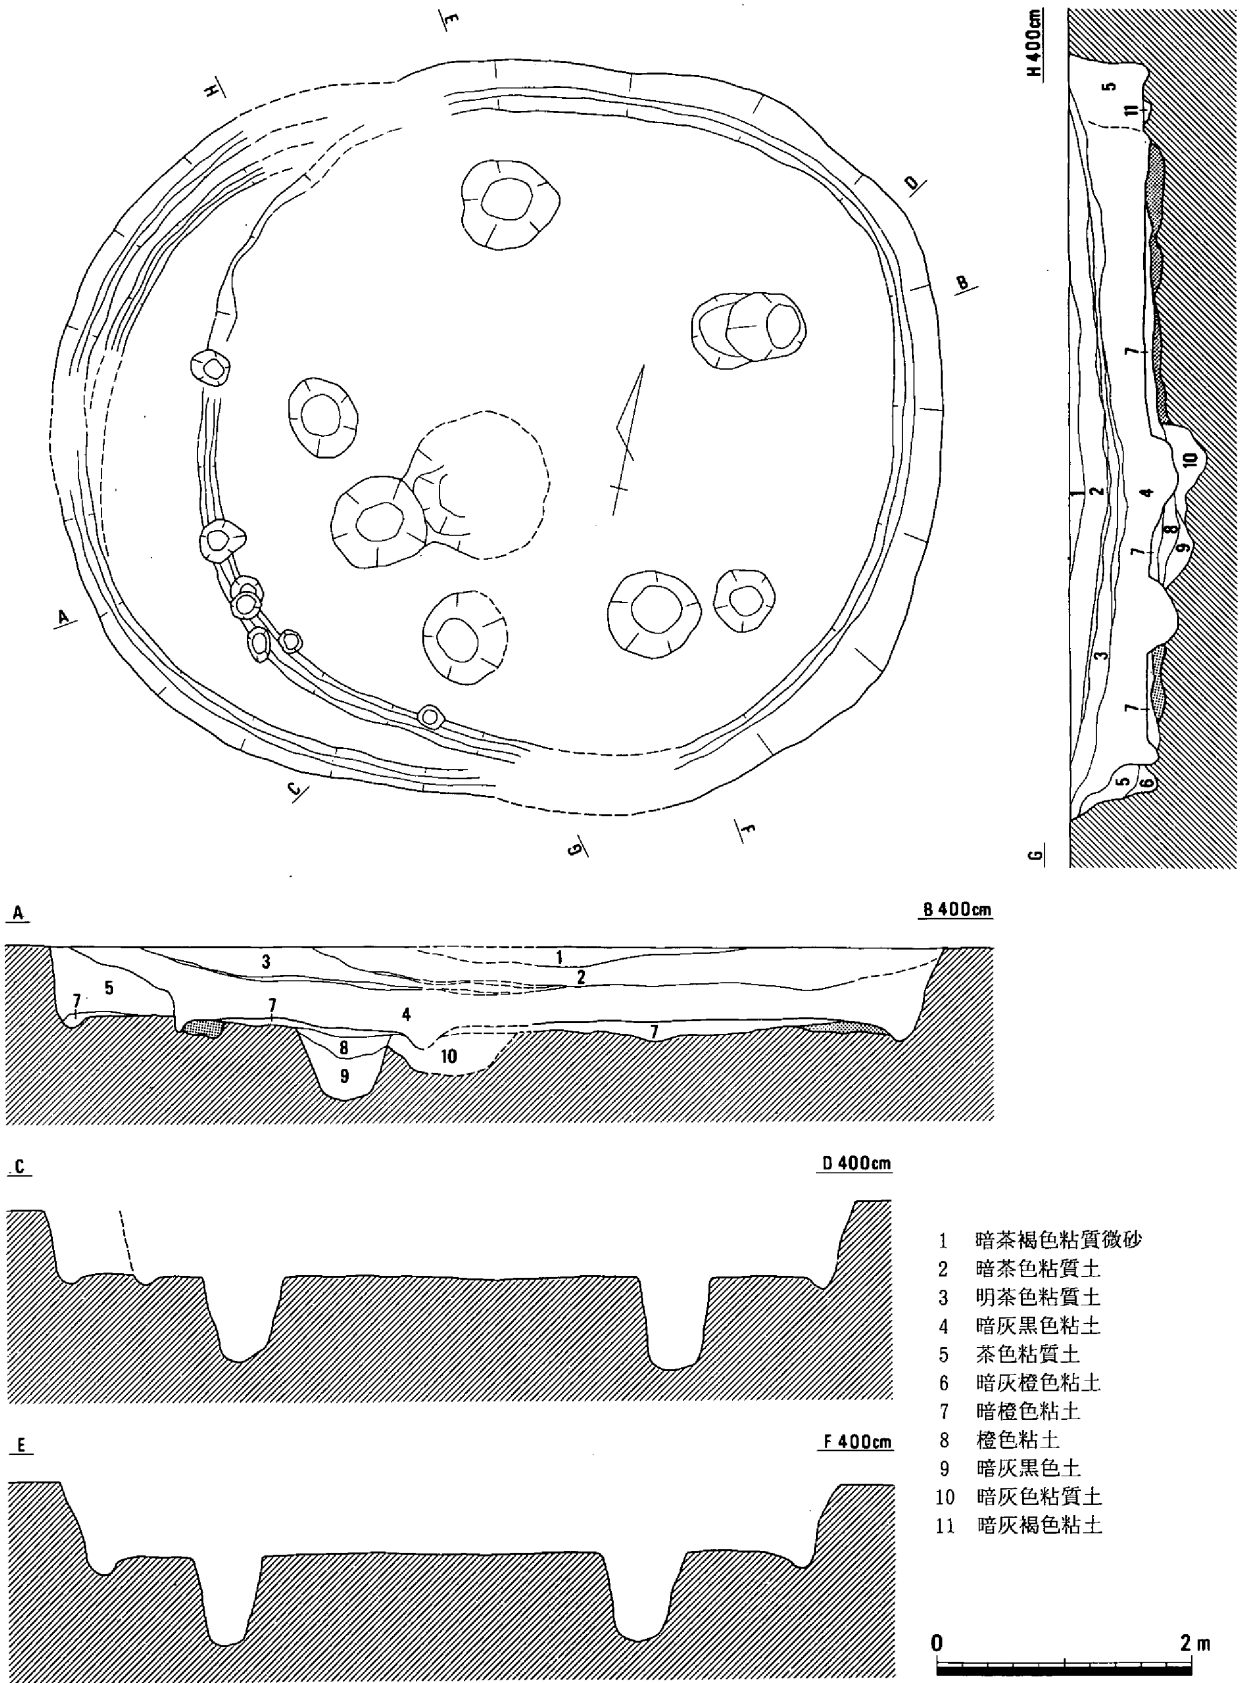 E
H
D
B
A
C
G
F
H 400cm
5
11
7
10
1
2
4
8
7
9
3
7
5
6
G
A
B 400cm
1
3
2
5
7
7
4
7
8
10
9
C
D 400cm
E
F 400cm
1 暗茶褐色粘質微砂
2 暗茶色粘質土
3 明茶色粘質土
4 暗灰黒色粘土
5 茶色粘質土
6 暗灰橙色粘土
7 暗橙色粘土
8 橙色粘土
9 暗灰黒色土
10 暗灰色粘質土
11 暗灰褐色粘土
0 2 m